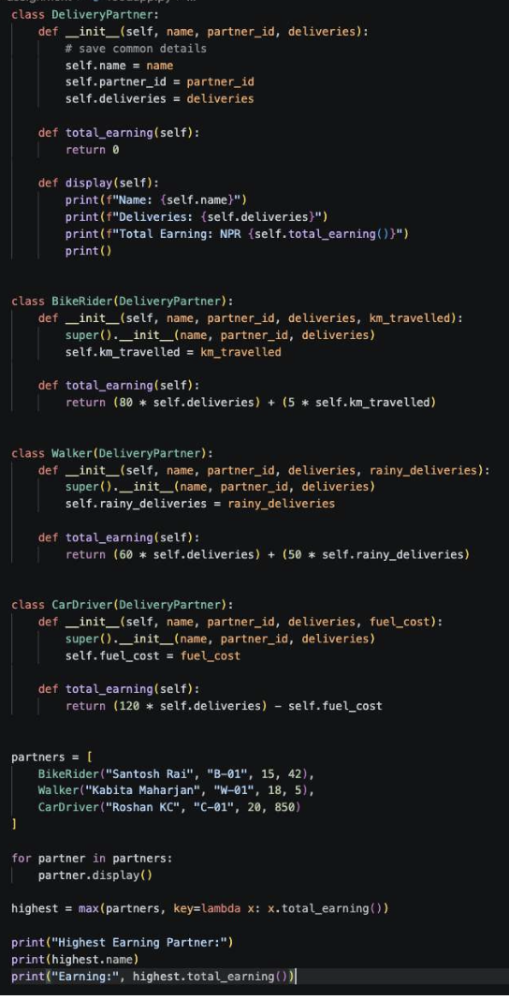 class DeliveryPartner:
    def __init__(self, name, partner_id, deliveries):
        # save common details
        self.name = name
        self.partner_id = partner_id
        self.deliveries = deliveries

    def total_earning(self):
        return 0

    def display(self):
        print(f"Name: {self.name}")
        print(f"Deliveries: {self.deliveries}")
        print(f"Total Earning: NPR {self.total_earning()}")
        print()


class BikeRider(DeliveryPartner):
    def __init__(self, name, partner_id, deliveries, km_travelled):
        super().__init__(name, partner_id, deliveries)
        self.km_travelled = km_travelled

    def total_earning(self):
        return (80 * self.deliveries) + (5 * self.km_travelled)


class Walker(DeliveryPartner):
    def __init__(self, name, partner_id, deliveries, rainy_deliveries):
        super().__init__(name, partner_id, deliveries)
        self.rainy_deliveries = rainy_deliveries

    def total_earning(self):
        return (60 * self.deliveries) + (50 * self.rainy_deliveries)


class CarDriver(DeliveryPartner):
    def __init__(self, name, partner_id, deliveries, fuel_cost):
        super().__init__(name, partner_id, deliveries)
        self.fuel_cost = fuel_cost

    def total_earning(self):
        return (120 * self.deliveries) - self.fuel_cost


partners = [
    BikeRider("Santosh Rai", "B-01", 15, 42),
    Walker("Kabita Maharjan", "W-01", 18, 5),
    CarDriver("Roshan KC", "C-01", 20, 850)
]

for partner in partners:
    partner.display()

highest = max(partners, key=lambda x: x.total_earning())

print("Highest Earning Partner:")
print(highest.name)
print("Earning:", highest.total_earning())